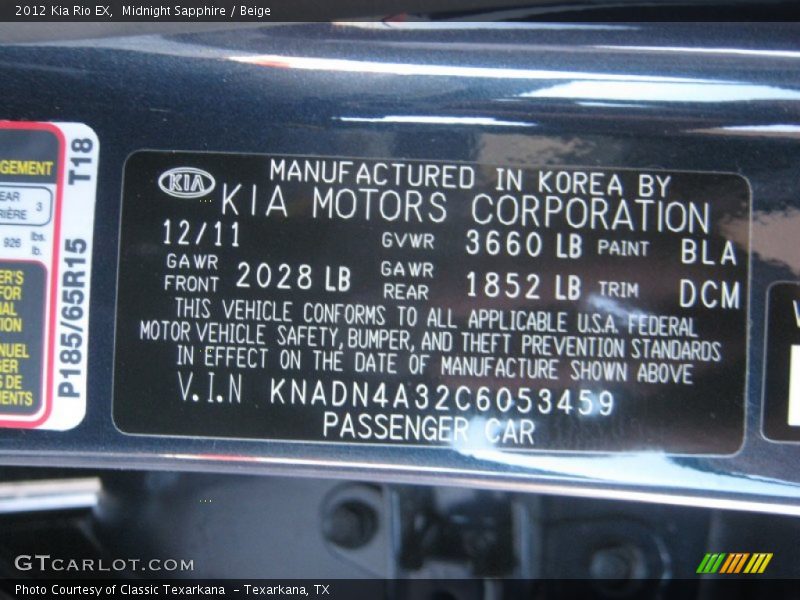 2012 Kia Rio EX, Midnight Sapphire / Beige
GEMENT
EAR 3
RIÈRE
926 lbs.
lb.
ER'S
FOR
AL
TION
NUEL
GER
S DE
MENTS
P185/65R15 T18
KIA
MANUFACTURED IN KOREA BY
KIA MOTORS CORPORATION
12/11 GVWR 3660 LB PAINT BLA
GAWR FRONT 2028 LB GAWR REAR 1852 LB TRIM DCM
THIS VEHICLE CONFORMS TO ALL APPLICABLE U.S.A. FEDERAL
MOTOR VEHICLE SAFETY, BUMPER, AND THEFT PREVENTION STANDARDS
IN EFFECT ON THE DATE OF MANUFACTURE SHOWN ABOVE
V.I.N KNADN4A32C6053459
PASSENGER CAR
GTCARLOT.COM
Photo Courtesy of Classic Texarkana - Texarkana, TX